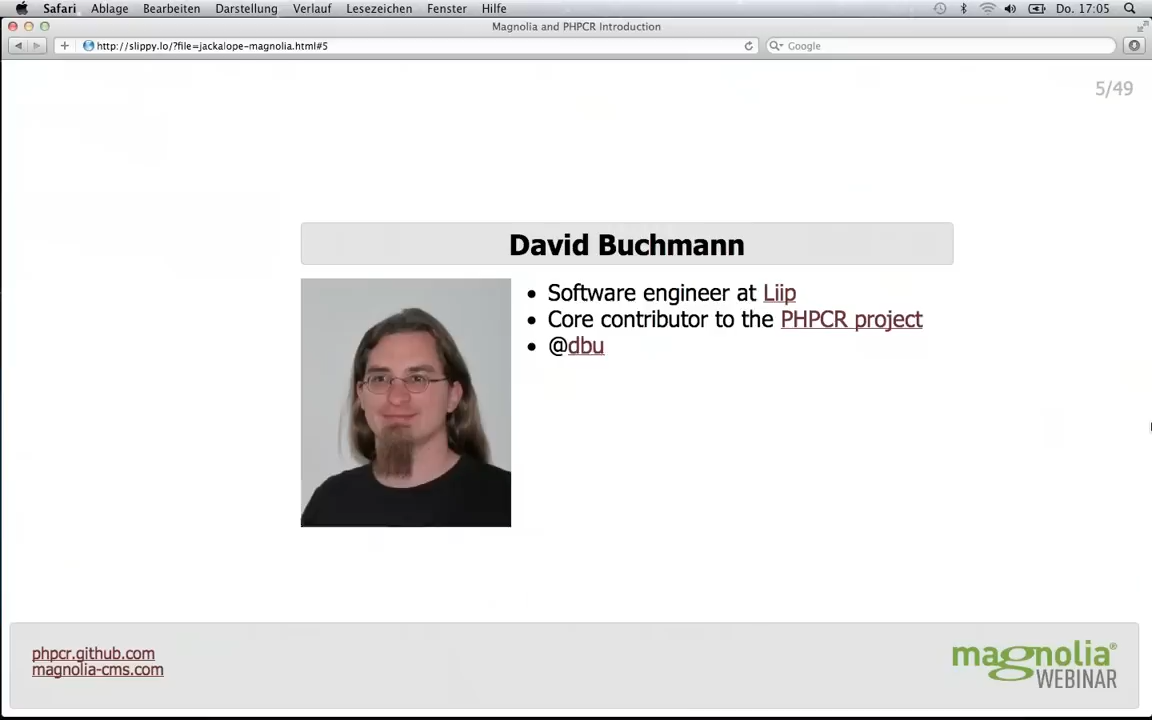 Safari Ablage Bearbeiten Darstellung Verlauf Lesezeichen Fenster Hilfe Do. 17:05
Magnolia and PHPCR Introduction
http://slippy.lo/?file=jackalope-magnolia.html#5 Google
5/49
David Buchmann
• Software engineer at Liip
• Core contributor to the PHPCR project
• @dbu
phpcr.github.com
magnolia-cms.com
magnolia®
WEBINAR